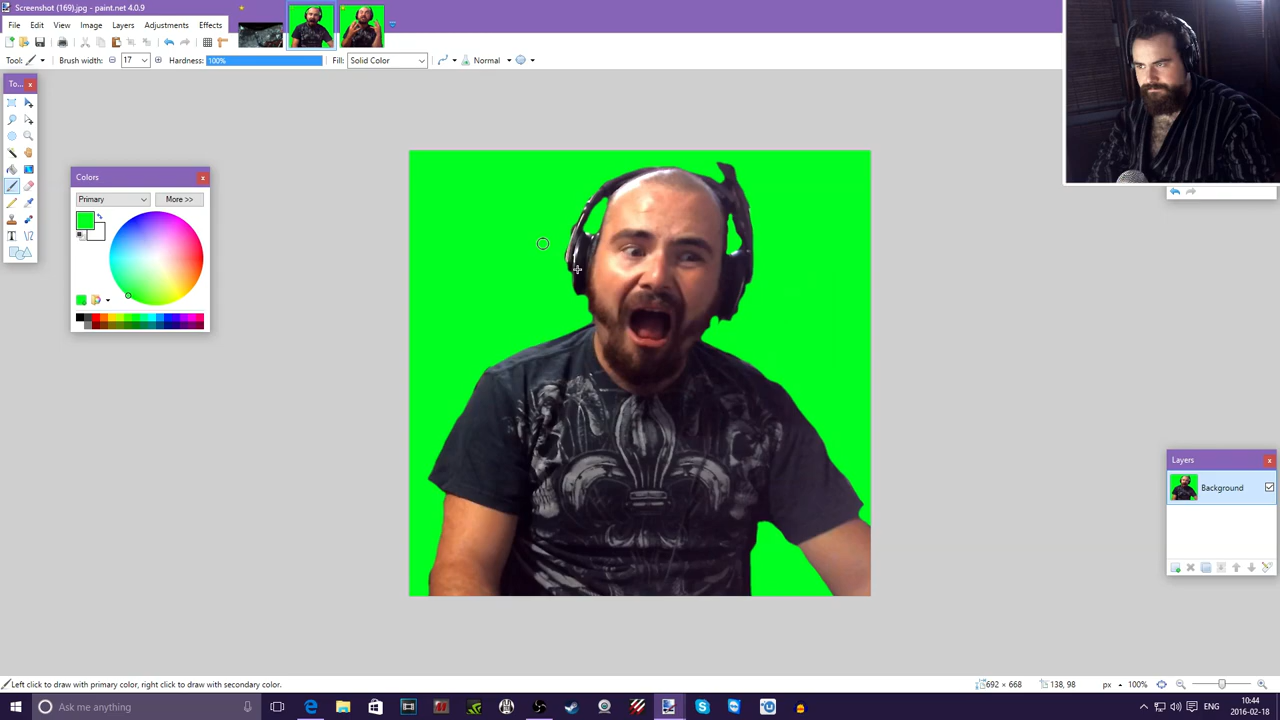 Screenshot (169).jpg - paint.net 4.0.9
File Edit View Image Layers Adjustments Effects
Tool: Brush width: 17 Hardness: 100% Fill: Solid Color Normal
To... x
Colors x
Primary More >>
Layers x
Background
Left click to draw with primary color, right click to draw with secondary color. 692 × 668 138, 98 px 100%
Ask me anything ENG 10:44
2016-02-18